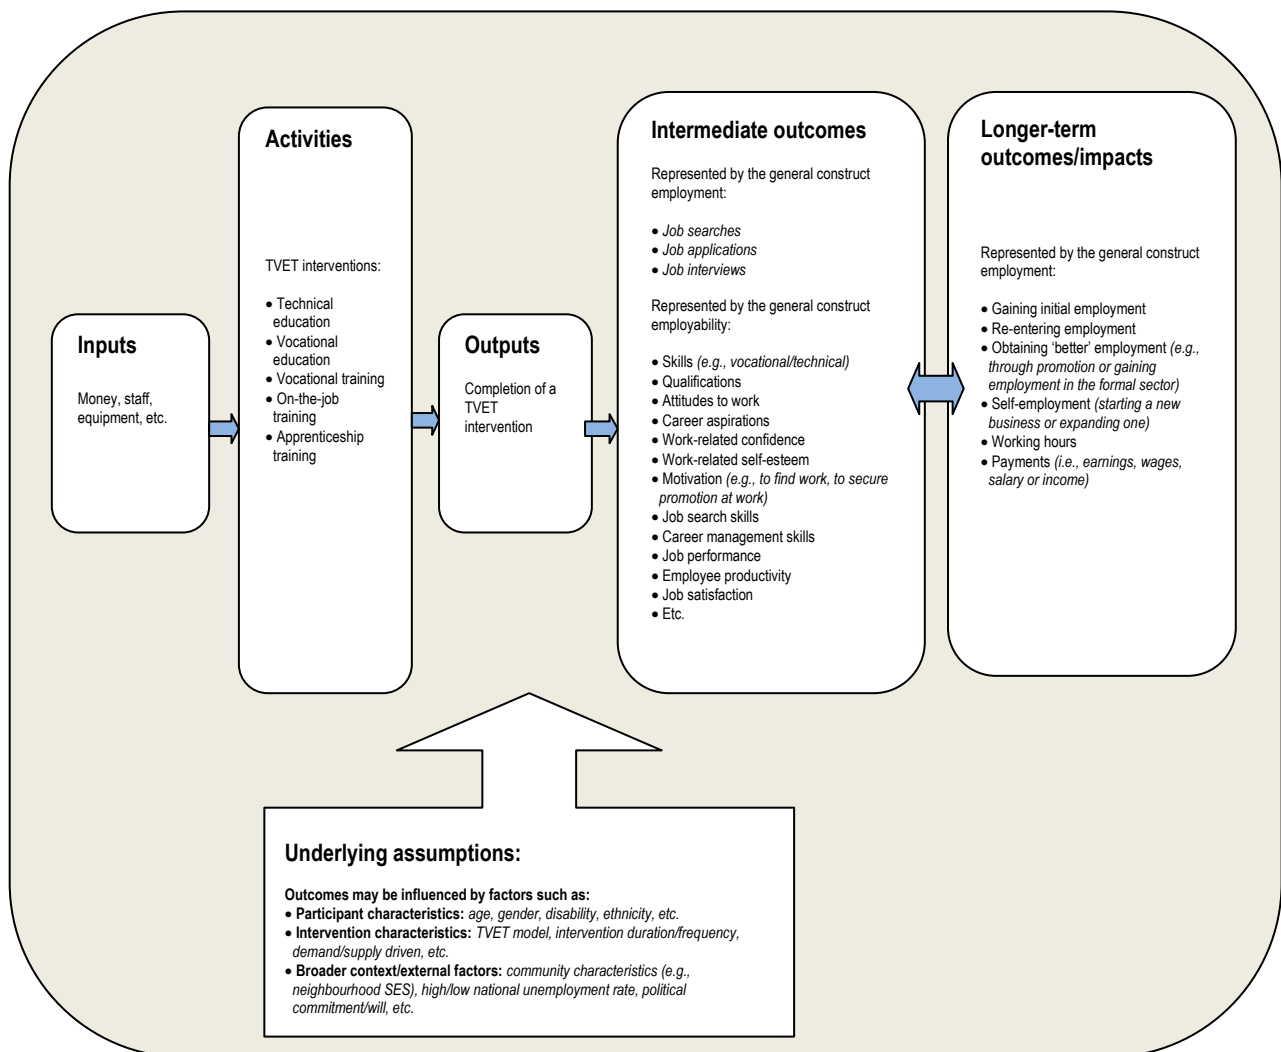 Inputs
Money, staff,
equipment, etc.
Activities
TVET interventions:
• Technical
education
• Vocational
education
• Vocational training
• On-the-job
training
• Apprenticeship
training
Outputs
Completion of a
TVET
intervention
Intermediate outcomes
Represented by the general construct
employment:
• Job searches
• Job applications
• Job interviews
Represented by the general construct
employability:
• Skills (e.g., vocational/technical)
• Qualifications
• Attitudes to work
• Career aspirations
• Work-related confidence
• Work-related self-esteem
• Motivation (e.g., to find work, to secure
promotion at work)
• Job search skills
• Career management skills
• Job performance
• Employee productivity
• Job satisfaction
• Etc.
Longer-term
outcomes/impacts
Represented by the general construct
employment:
• Gaining initial employment
• Re-entering employment
• Obtaining ‘better’ employment (e.g.,
through promotion or gaining
employment in the formal sector)
• Self-employment (starting a new
business or expanding one)
• Working hours
• Payments (i.e., earnings, wages,
salary or income)
Underlying assumptions:
Outcomes may be influenced by factors such as:
• Participant characteristics: age, gender, disability, ethnicity, etc.
• Intervention characteristics: TVET model, intervention duration/frequency,
demand/supply driven, etc.
• Broader context/external factors: community characteristics (e.g.,
neighbourhood SES), high/low national unemployment rate, political
commitment/will, etc.